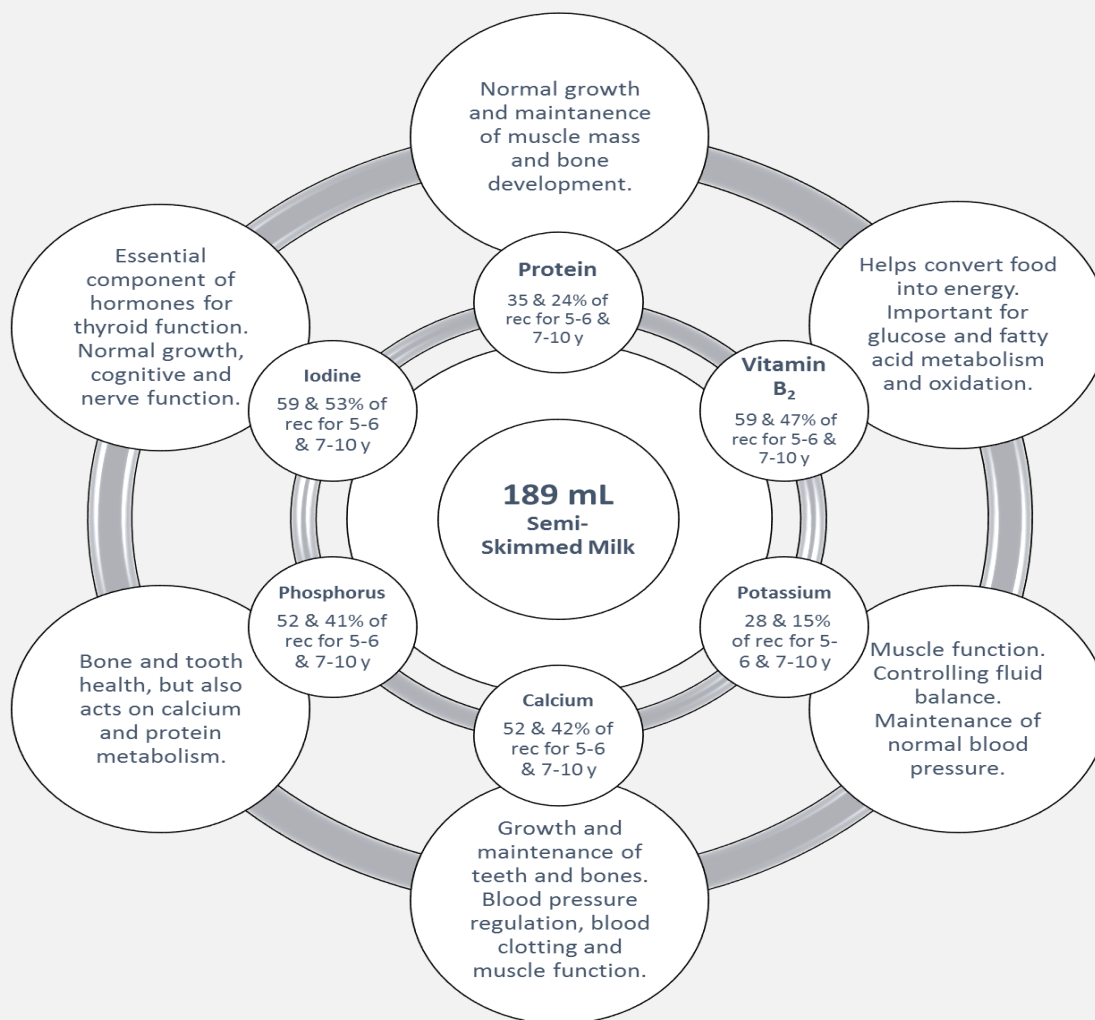 Normal growth
and maintanence
of muscle mass
and bone
development.
Essential
component of
hormones for
thyroid function.
Normal growth,
cognitive and
nerve function.
Protein
35 & 24% of
rec for 5-6 &
7-10 y
Helps convert food
into energy.
Important for
glucose and fatty
acid metabolism
and oxidation.
Iodine
59 & 53% of
rec for 5-6
& 7-10 y
Vitamin
B₂
59 & 47% of
rec for 5-6
& 7-10 y
189 mL
Semi-
Skimmed Milk
Phosphorus
52 & 41% of
rec for 5-6
& 7-10 y
Potassium
28 & 15%
of rec for 5-
6 & 7-10 y
Bone and tooth
health, but also
acts on calcium
and protein
metabolism.
Calcium
52 & 42% of
rec for 5-6
& 7-10 y
Muscle function.
Controlling fluid
balance.
Maintenance of
normal blood
pressure.
Growth and
maintenance of
teeth and bones.
Blood pressure
regulation, blood
clotting and
muscle function.